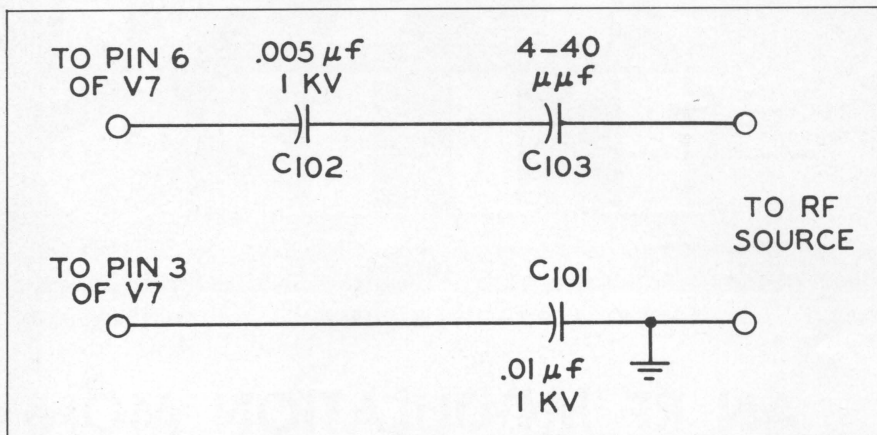 TO PIN 6
OF V7
.005 μf
1 KV
C102
4-40
μμf
C103
TO RF
SOURCE
TO PIN 3
OF V7
C101
.01 μf
1 KV